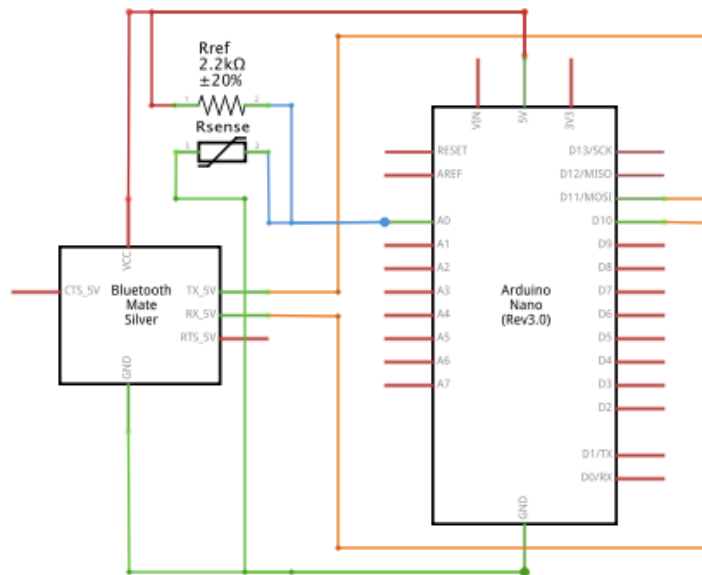 Rref
2.2kΩ
±20%
1
2
Rsense
1
2
VIN
5V
3V3
RESET
AREF
A0
A1
A2
A3
A4
A5
A6
A7
Arduino
Nano
(Rev3.0)
D13/SCK
D12/MISO
D11/MOSI
D10
D9
D8
D7
D6
D5
D4
D3
D2
D1/TX
D0/RX
GND
VCC
CTS_5V
Bluetooth
Mate
Silver
TX_5V
RX_5V
RTS_5V
GND